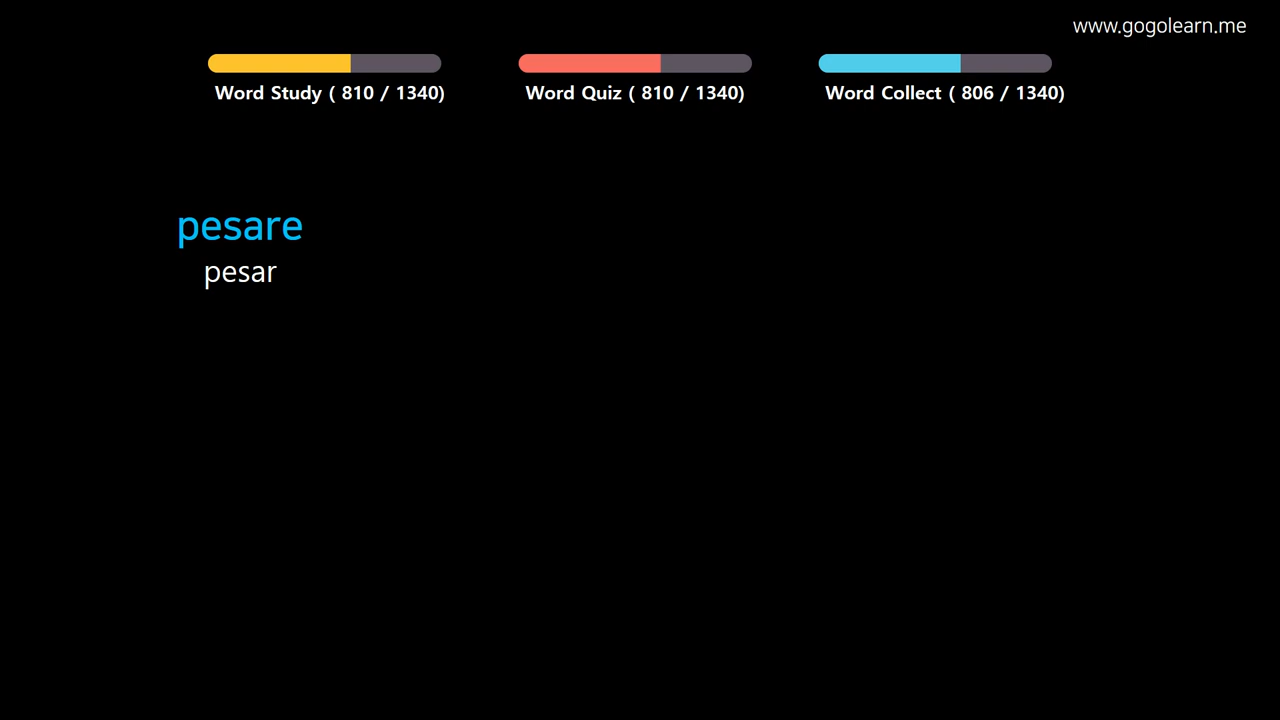 www.gogolearn.me
Word Study ( 810 / 1340)
Word Quiz ( 810 / 1340)
Word Collect ( 806 / 1340)
pesare
pesar